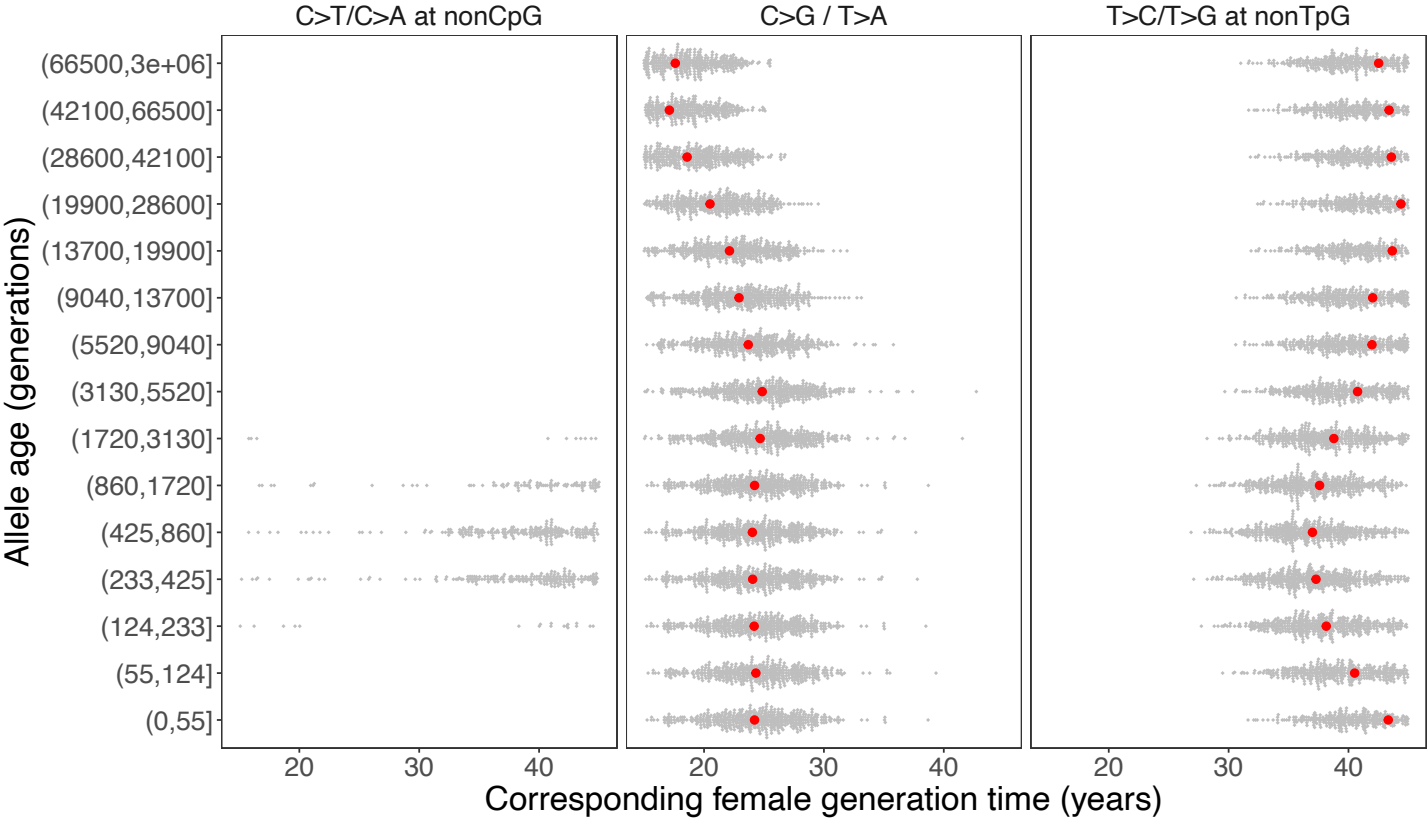 C>T/C>A at nonCpG
C>G / T>A
T>C/T>G at nonTpG
Allele age (generations)
(66500,3e+06]
(42100,66500]
(28600,42100]
(19900,28600]
(13700,19900]
(9040,13700]
(5520,9040]
(3130,5520]
(1720,3130]
(860,1720]
(425,860]
(233,425]
(124,233]
(55,124]
(0,55]
20 30 40 20 30 40 20 30 40
Corresponding female generation time (years)